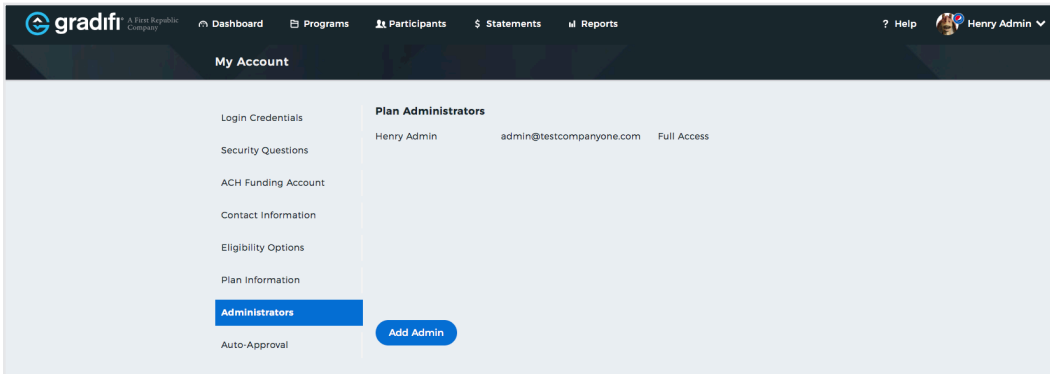 gradifi A First Republic Company Dashboard Programs Participants $ Statements Reports ? Help Henry Admin
My Account
Login Credentials
Security Questions
ACH Funding Account
Contact Information
Eligibility Options
Plan Information
Administrators
Auto-Approval
Plan Administrators
Henry Admin admin@testcompanyone.com Full Access
Add Admin